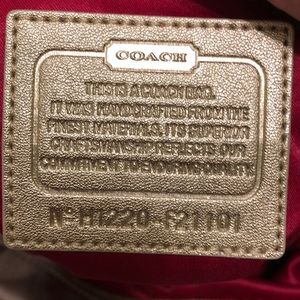 COACH
THIS IS A COACH BAG.
IT WAS HANDCRAFTED FROM THE
FINEST MATERIALS. ITS SUPERIOR
CRAFTSMANSHIP REFLECTS OUR
COMMITMENT TO ENDURING QUALITY.
Nº H1220-F21101